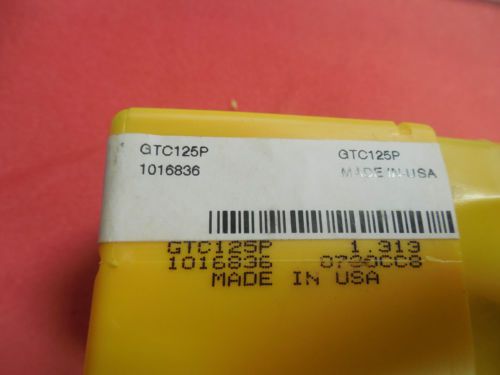 GTC125P GTC125P
1016836 MADE IN USA
GTC125P 1.313
1016836
MADE IN USA